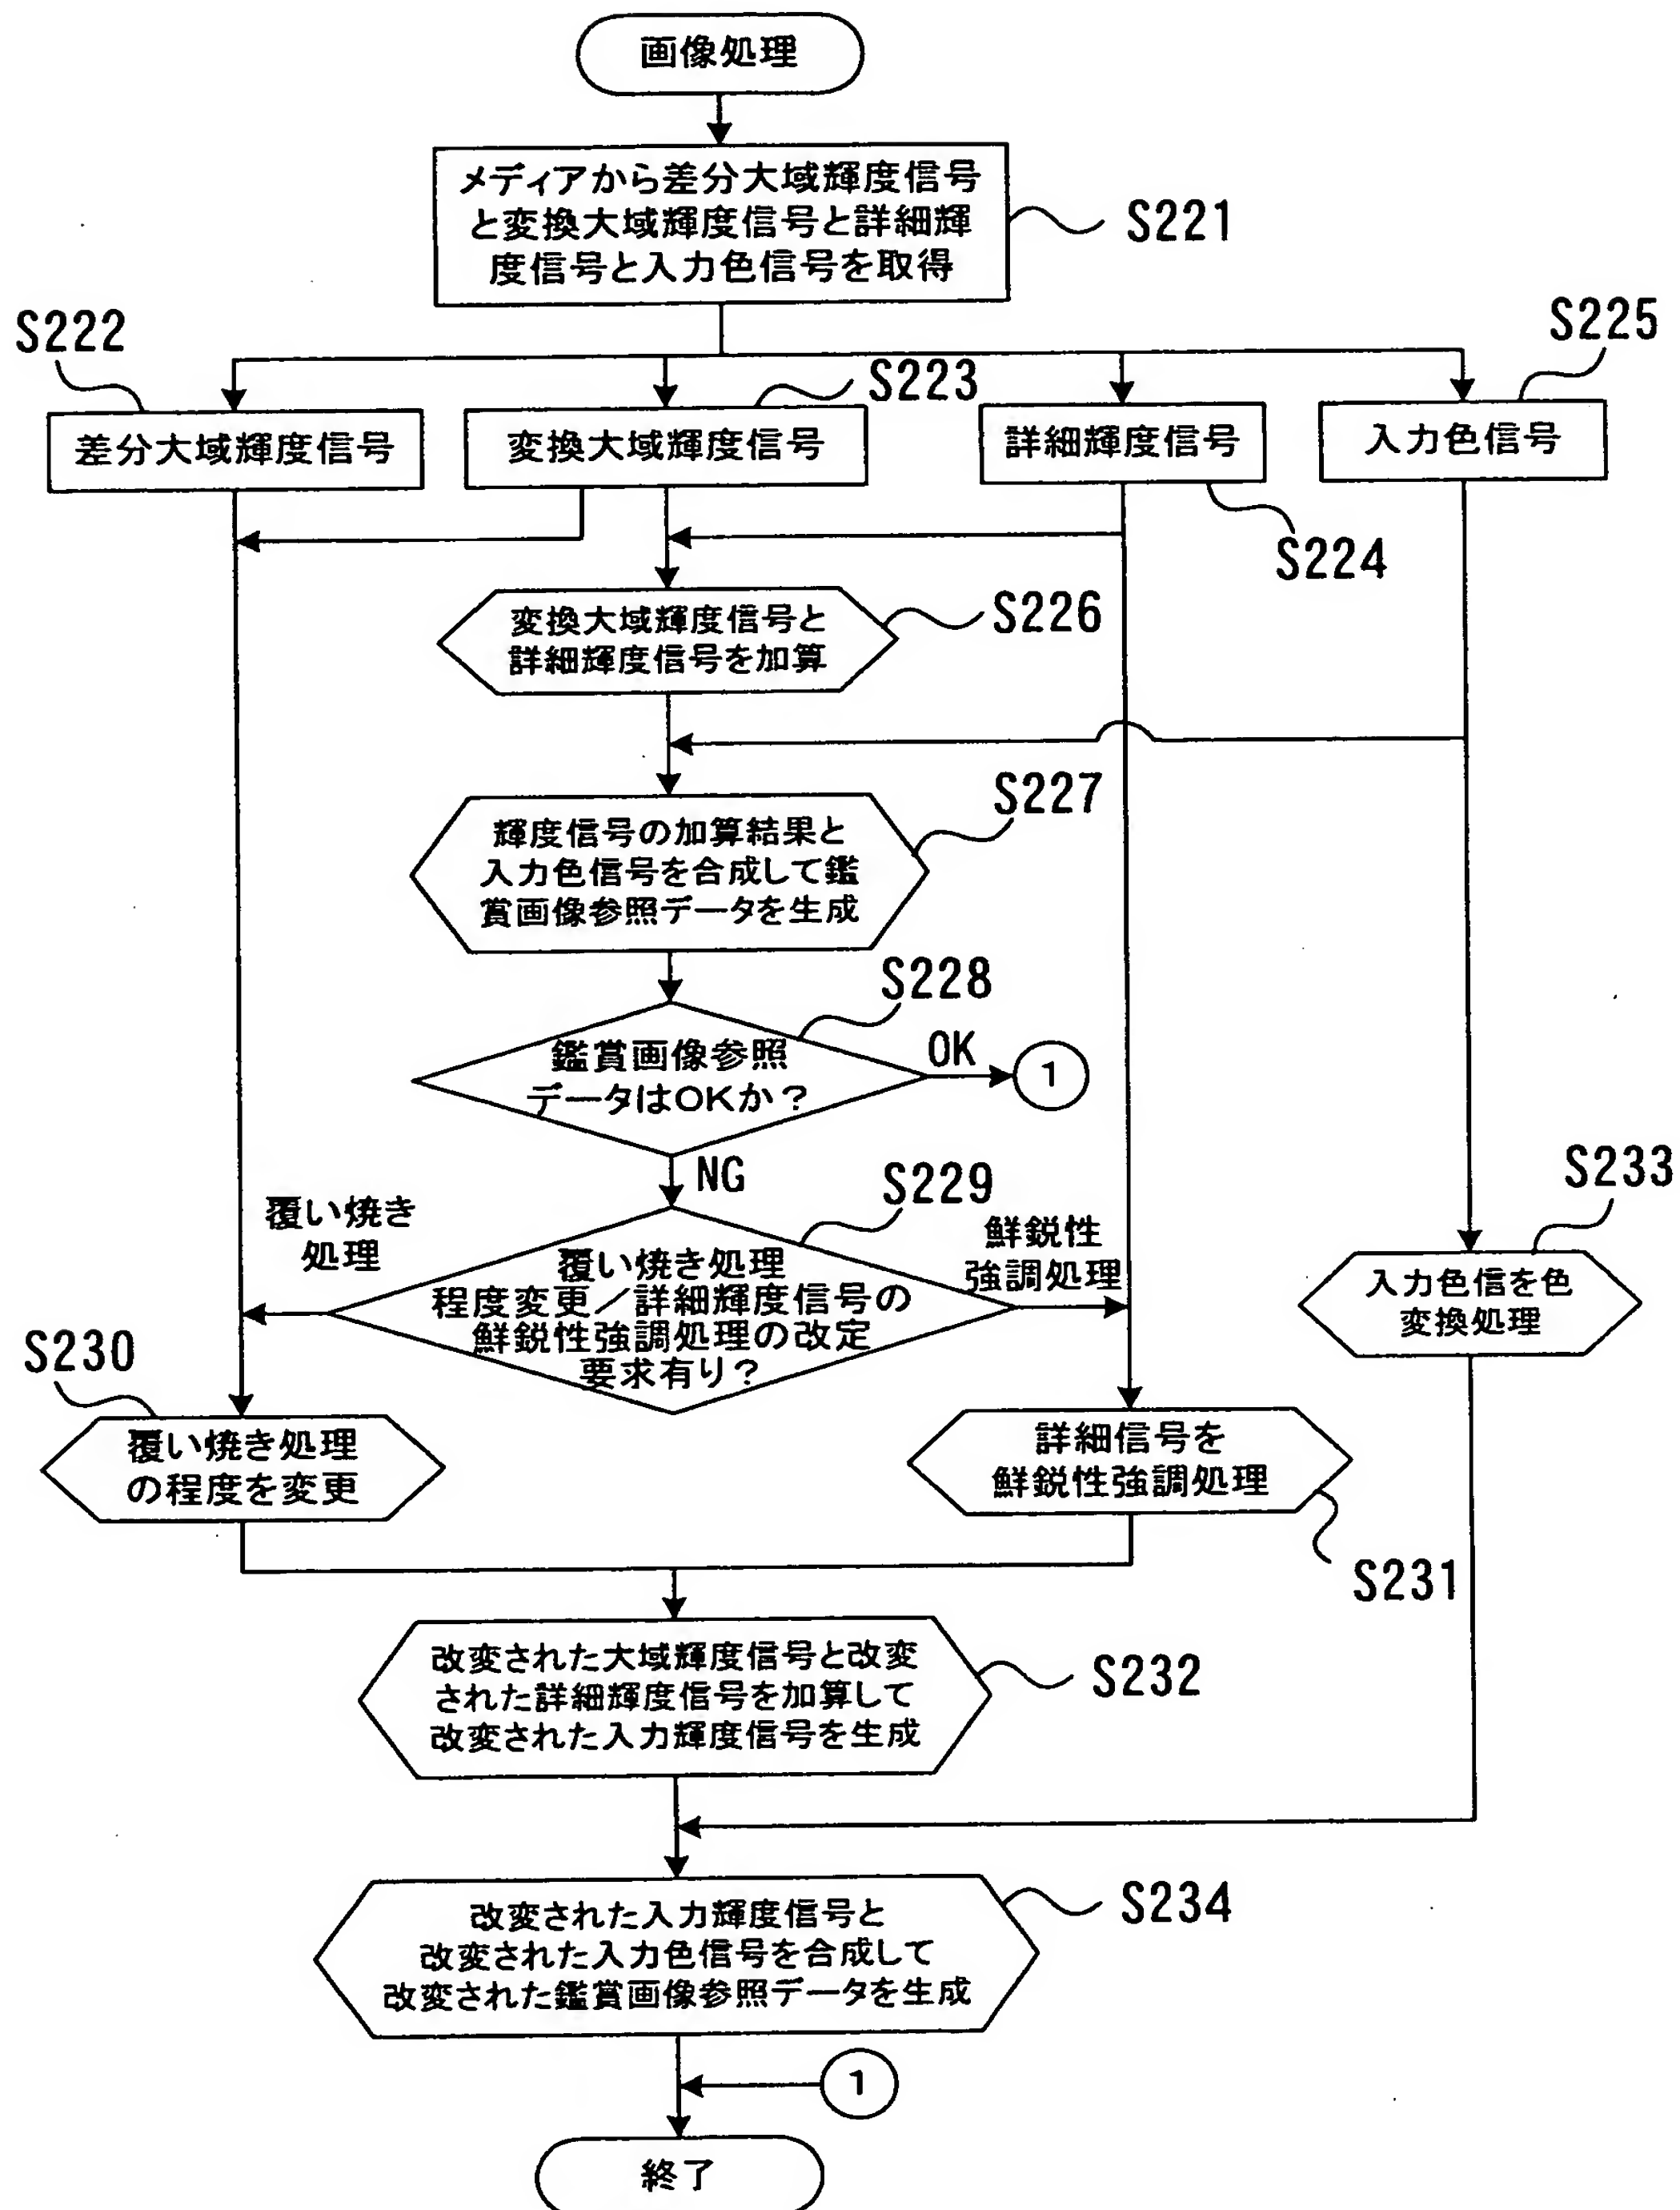 画像処理
メディアから差分大域輝度信号
と変換大域輝度信号と詳細輝
度信号と入力色信号を取得
S221
S222
S223
S225
差分大域輝度信号
変換大域輝度信号
詳細輝度信号
入力色信号
S224
変換大域輝度信号と
詳細輝度信号を加算
S226
S227
輝度信号の加算結果と
入力色信号を合成して鑑
賞画像参照データを生成
S228
鑑賞画像参照
データはOKか？
OK
1
NG
S229
S233
覆い焼き
処理
鮮鋭性
強調処理
覆い焼き処理
程度変更／詳細輝度信号の
鮮鋭性強調処理の改定
要求有り？
入力色信を色
変換処理
S230
覆い焼き処理
の程度を変更
詳細信号を
鮮鋭性強調処理
S231
改変された大域輝度信号と改変
された詳細輝度信号を加算して
改変された入力輝度信号を生成
S232
改変された入力輝度信号と
改変された入力色信号を合成して
改変された鑑賞画像参照データを生成
S234
1
終了